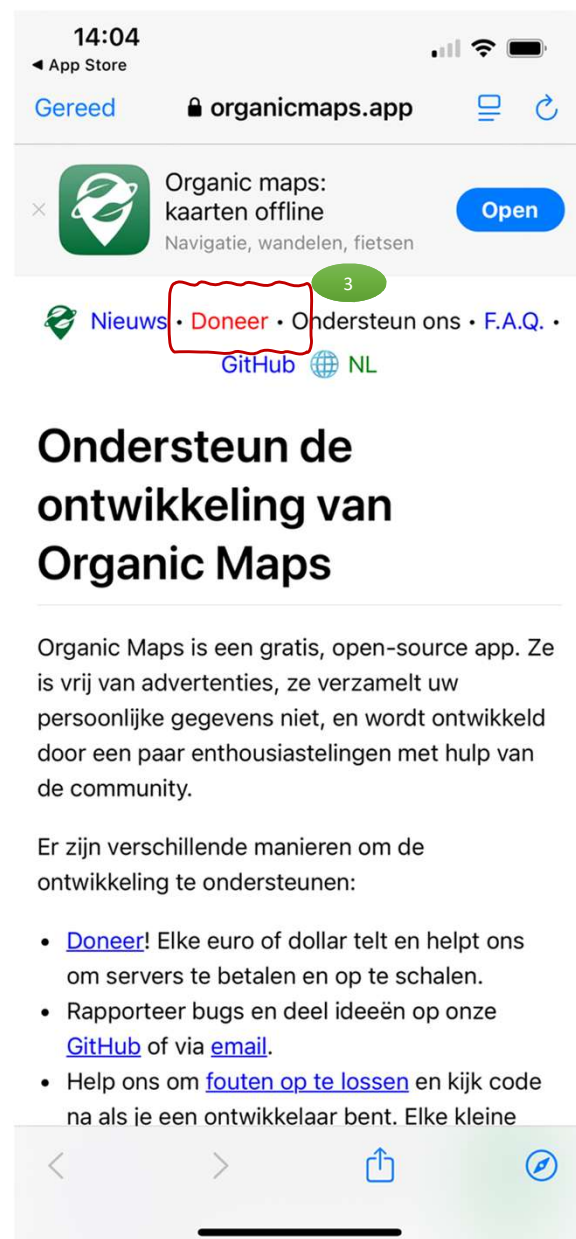 14:04
◀ App Store
Gereed
organicmaps.app
Organic maps:
kaarten offline
Navigatie, wandelen, fietsen
Open
3
Nieuws • Doneer • Ondersteun ons • F.A.Q. •
GitHub 🌐 NL
Ondersteun de
ontwikkeling van
Organic Maps
Organic Maps is een gratis, open-source app. Ze
is vrij van advertenties, ze verzamelt uw
persoonlijke gegevens niet, en wordt ontwikkeld
door een paar enthousiastelingen met hulp van
de community.
Er zijn verschillende manieren om de
ontwikkeling te ondersteunen:
• Doneer! Elke euro of dollar telt en helpt ons
om servers te betalen en op te schalen.
• Rapporteer bugs en deel ideeën op onze
GitHub of via email.
• Help ons om fouten op te lossen en kijk code
na als je een ontwikkelaar bent. Elke kleine